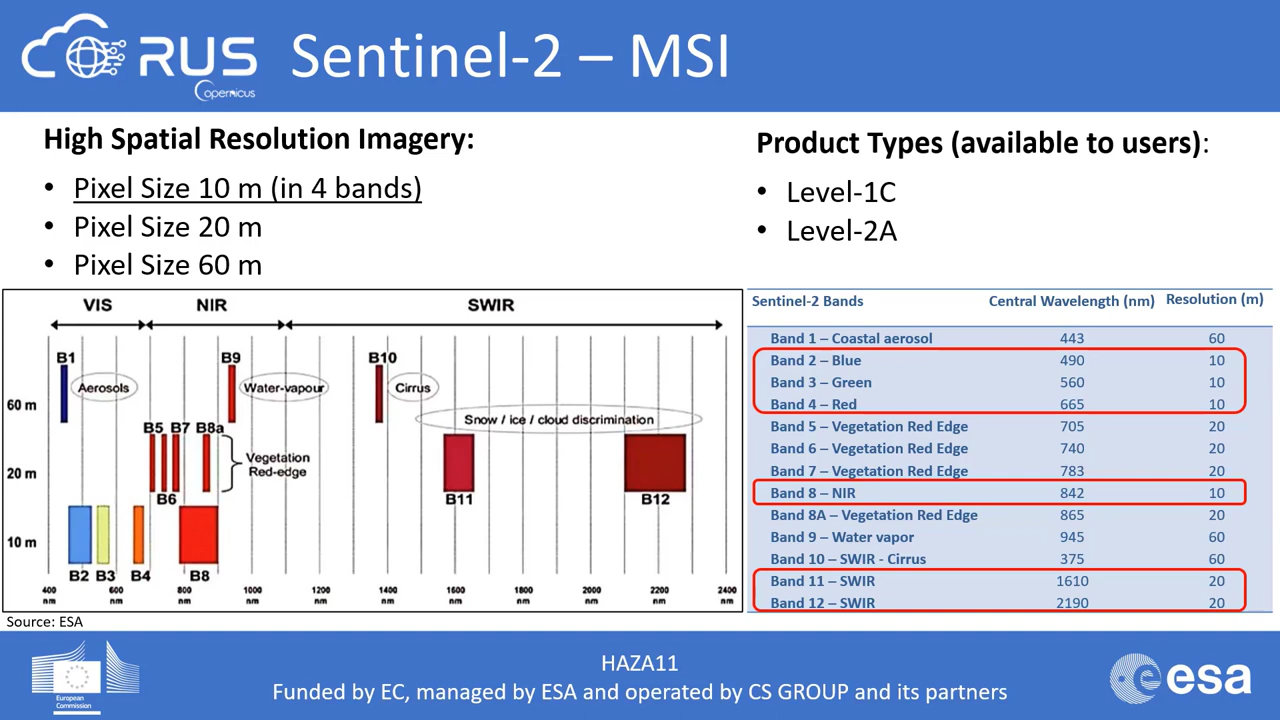 RUS
Copernicus
Sentinel-2 – MSI
High Spatial Resolution Imagery:
• Pixel Size 10 m (in 4 bands)
• Pixel Size 20 m
• Pixel Size 60 m
Product Types (available to users):
• Level-1C
• Level-2A
VIS NIR SWIR
B1 B9 B10
Aerosols Water-vapour Cirrus
60 m
Snow / ice / cloud discrimination
B5 B7 B8a
Vegetation
Red-edge
20 m
B6 B11 B12
10 m
B2 B3 B4 B8
400 600 800 1000 1200 1400 1600 1800 2000 2200 2400
nm nm nm nm nm nm nm nm nm nm nm
Sentinel-2 Bands Central Wavelength (nm) Resolution (m)
Band 1 – Coastal aerosol 443 60
Band 2 – Blue 490 10
Band 3 – Green 560 10
Band 4 – Red 665 10
Band 5 – Vegetation Red Edge 705 20
Band 6 – Vegetation Red Edge 740 20
Band 7 – Vegetation Red Edge 783 20
Band 8 – NIR 842 10
Band 8A – Vegetation Red Edge 865 20
Band 9 – Water vapor 945 60
Band 10 – SWIR - Cirrus 375 60
Band 11 – SWIR 1610 20
Band 12 – SWIR 2190 20
Source: ESA
European
Commission
HAZA11
Funded by EC, managed by ESA and operated by CS GROUP and its partners
esa